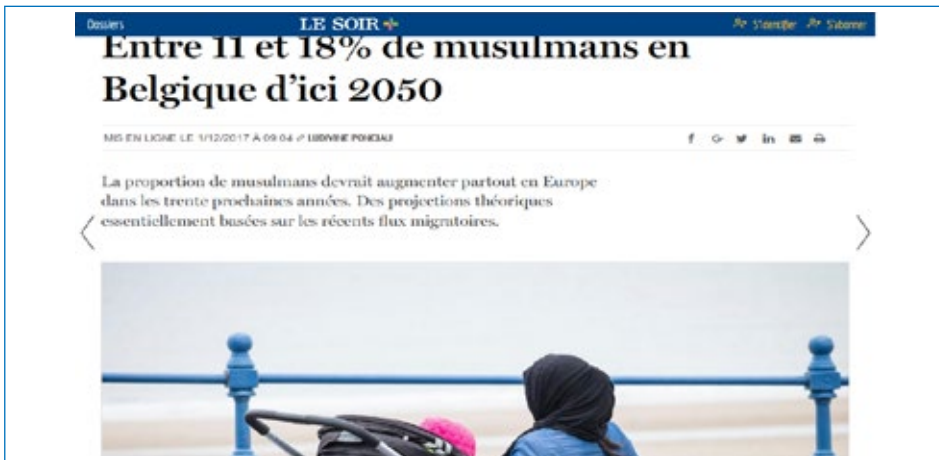 Dossiers
LE SOIR
S'identifier S'abonner
Entre 11 et 18% de musulmans en
Belgique d'ici 2050
MIS EN LIGNE LE 1/12/2017 À 09:04 LUDIVINE PONCIAU
f G+ in
La proportion de musulmans devrait augmenter partout en Europe
dans les trente prochaines années. Des projections théoriques
essentiellement basées sur les récents flux migratoires.